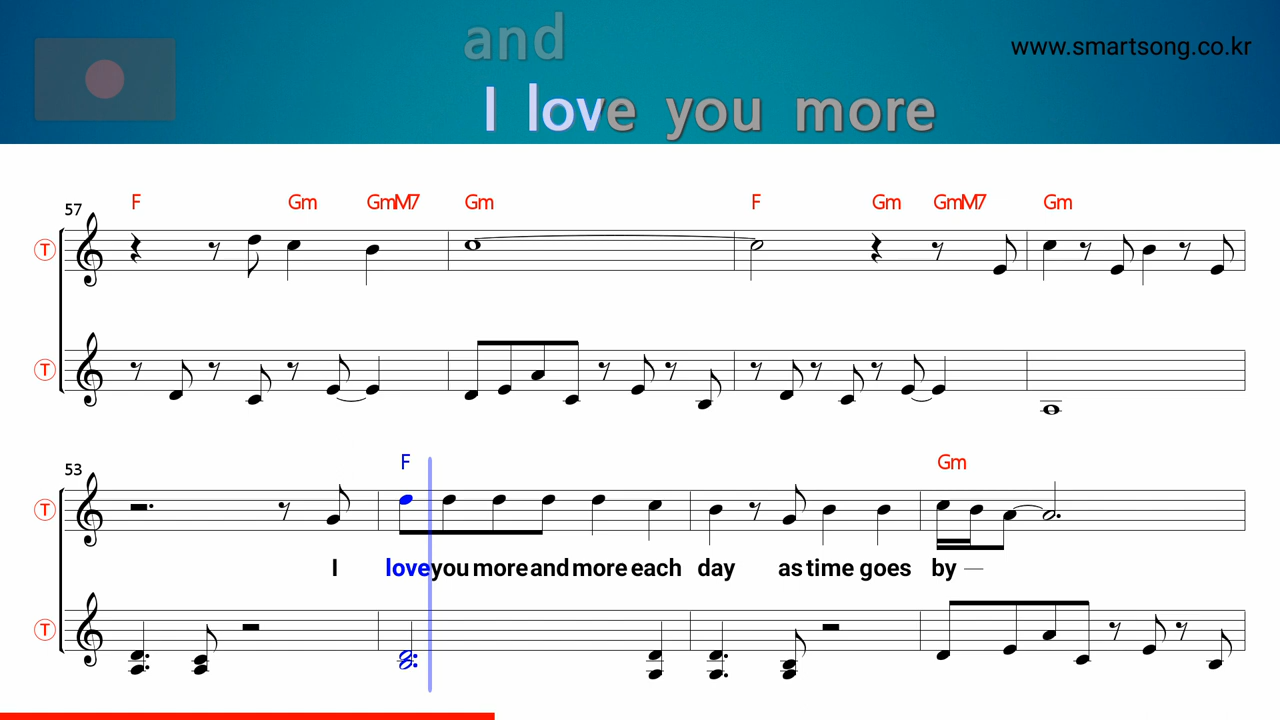 and
www.smartsong.co.kr
I love you more
F Gm GmM7 Gm F Gm GmM7 Gm
57
T
T
F Gm
53
T
I love you more and more each day as time goes by —
T